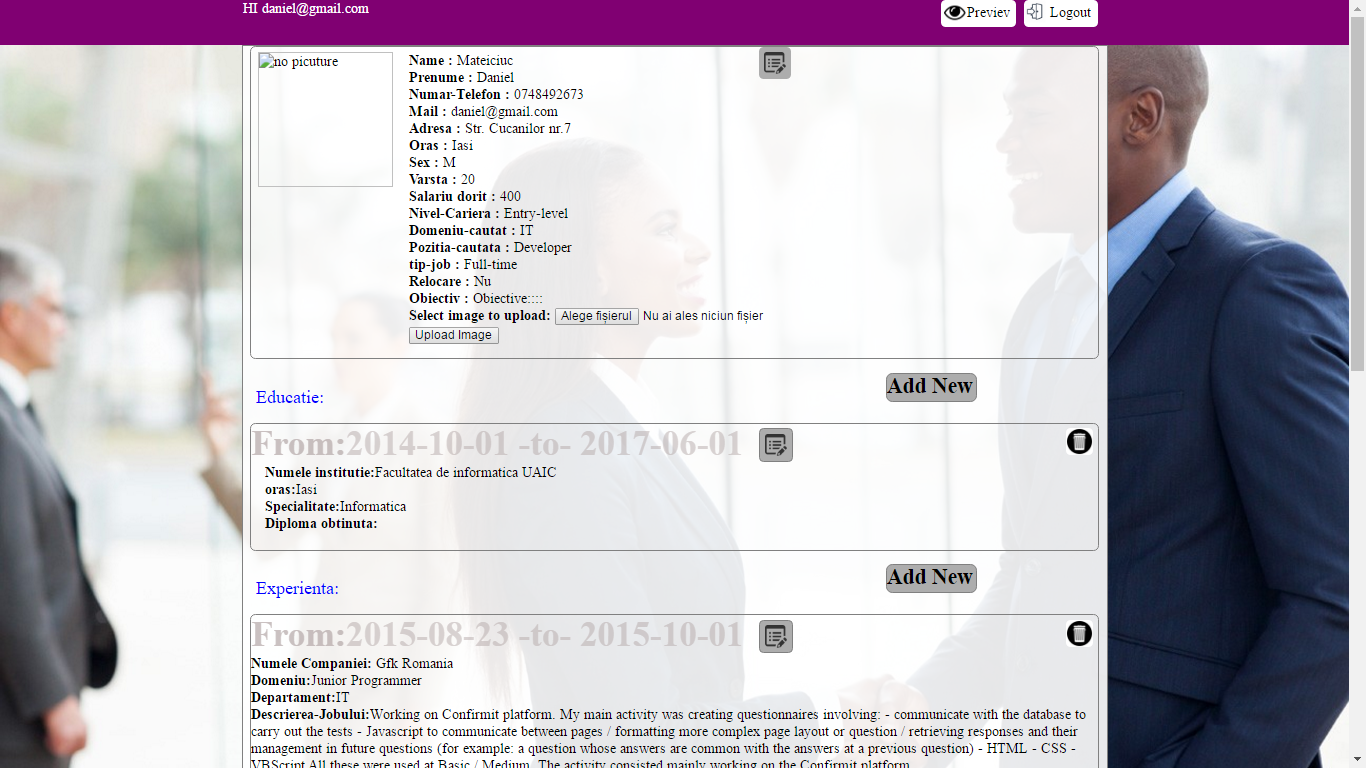 HI daniel@gmail.com
Previev
Logout
no picuture
Name : Mateiciuc
Prenume : Daniel
Numar-Telefon : 0748492673
Mail : daniel@gmail.com
Adresa : Str. Cucanilor nr.7
Oras : Iasi
Sex : M
Varsta : 20
Salariu dorit : 400
Nivel-Cariera : Entry-level
Domeniu-cautat : IT
Pozitia-cautata : Developer
tip-job : Full-time
Relocare : Nu
Obiectiv : Objective::::
Select image to upload: Alege fișierul Nu ai ales niciun fișier
Upload Image
Educatie:
Add New
From:2014-10-01 -to- 2017-06-01
Numele institutie:Facultatea de informatica UAIC
oras:Iasi
Specialitate:Informatica
Diploma obtinuta:
Experienta:
Add New
From:2015-08-23 -to- 2015-10-01
Numele Companiei: Gfk Romania
Domeniu:Junior Programmer
Departament:IT
Descrierea-Jobului:Working on Confirmit platform. My main activity was creating questionnaires involving: - communicate with the database to
carry out the tests - Javascript to communicate between pages / formatting more complex page layout or question / retrieving responses and their
management in future questions (for example: a question whose answers are common with the answers at a previous question) - HTML - CSS -
VBScript All these were used at Basic / Medium. The activity consisted mainly working on the Confirmit platform